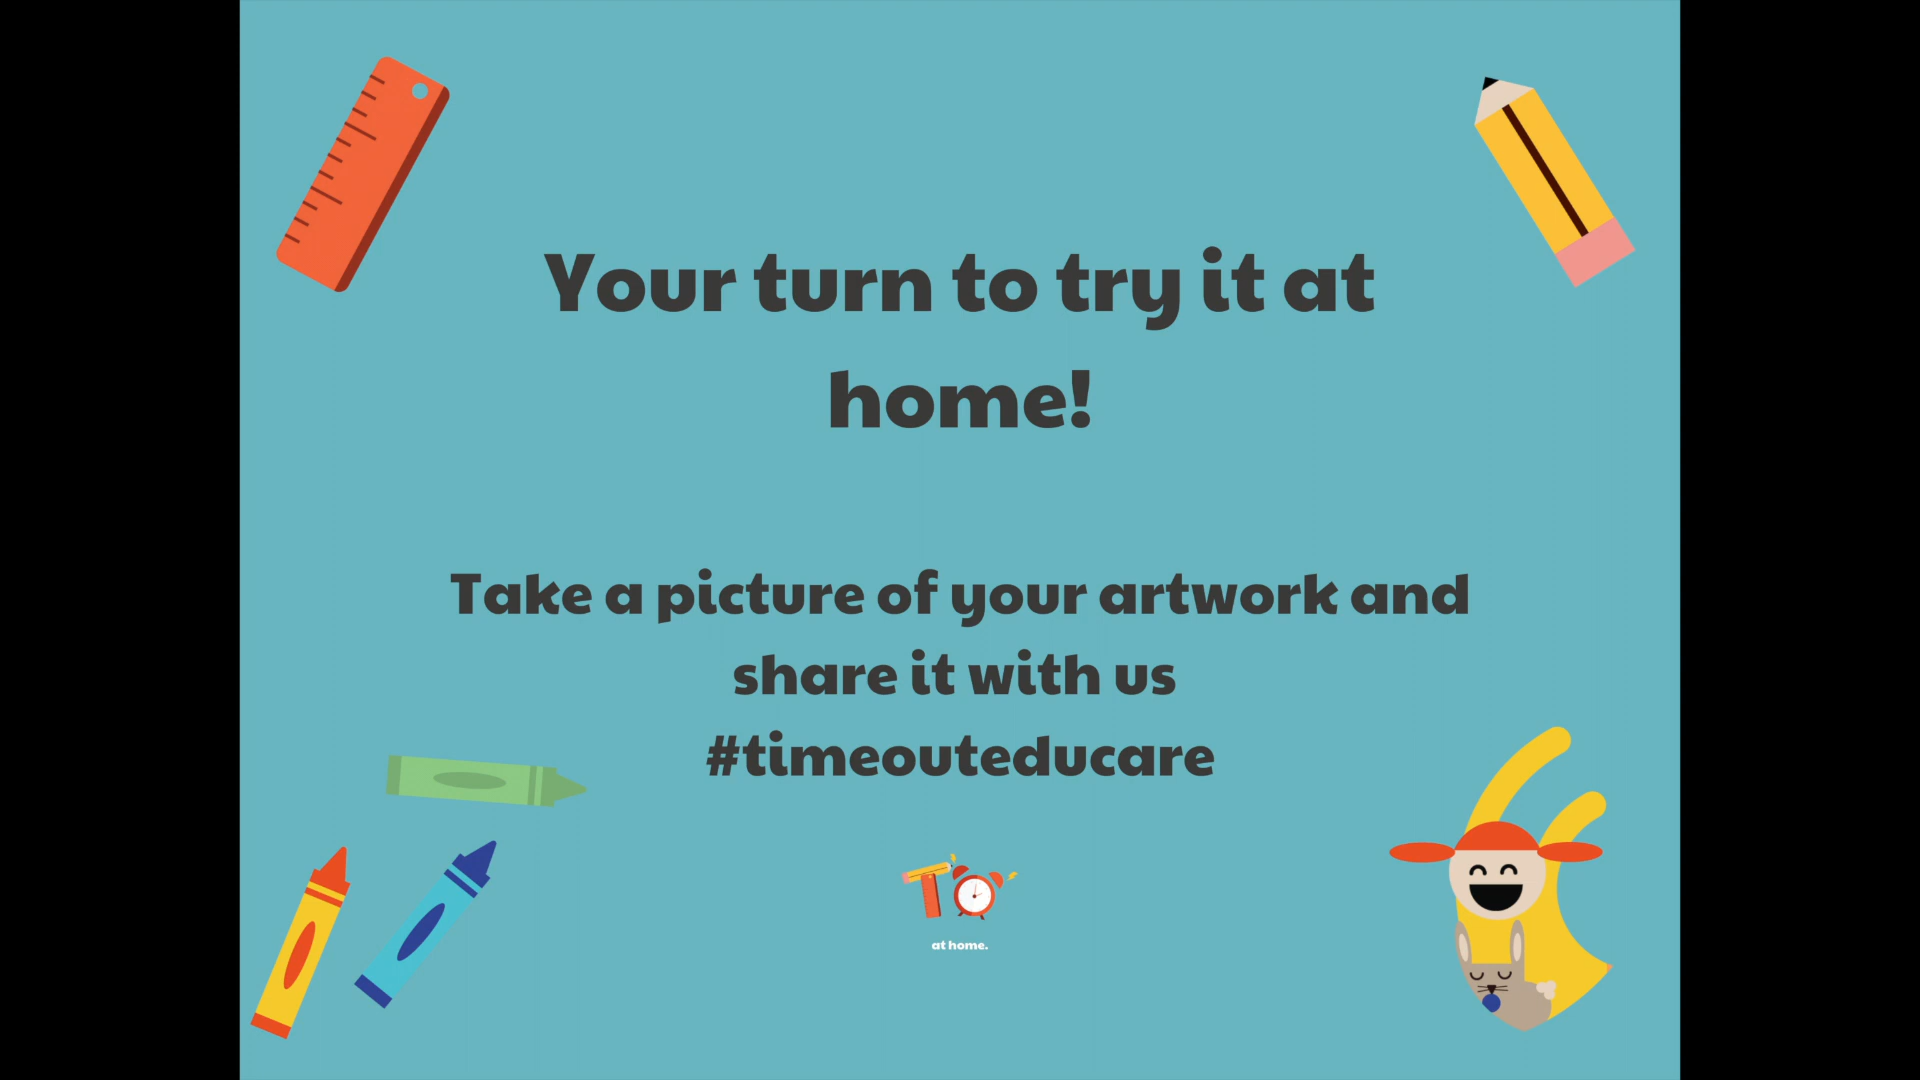 Your turn to try it at
home!
Take a picture of your artwork and
share it with us
#timeouteducare
TO
at home.